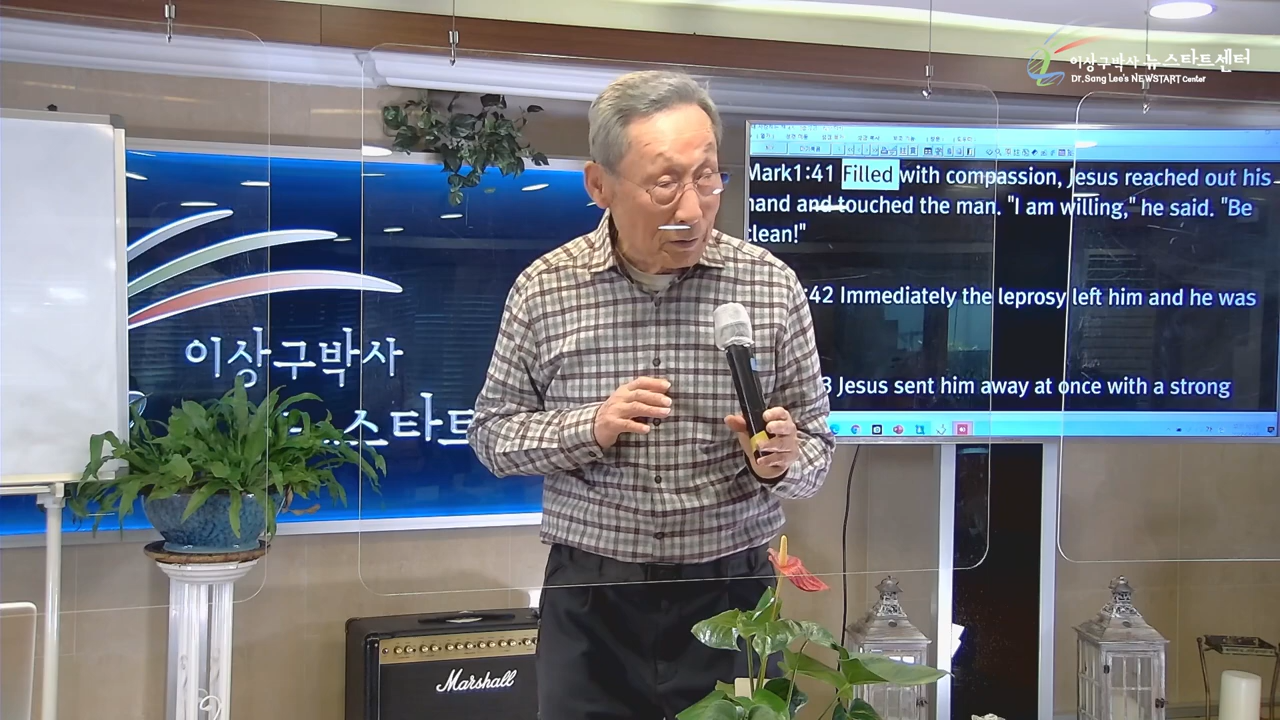 이상구박사 뉴스타트센터
Dr. Sang Lee's NEWSTART Center
Mark1:41 Filled with compassion, Jesus reached out his
hand and touched the man. "I am willing," he said. "Be
clean!"
:42 Immediately the leprosy left him and he was
3 Jesus sent him away at once with a strong
이상구박사
스타트
Marshall